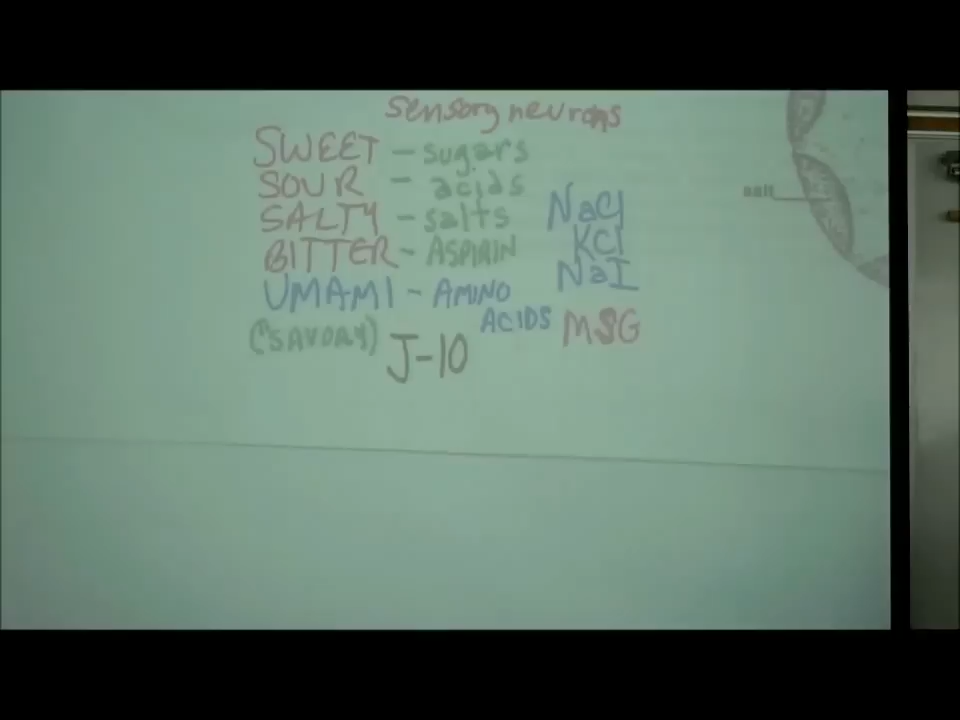 sensory neurons
SWEET - sugars
SOUR - acids
SALTY - salts NaCl
KCl
BITTER - ASPIRIN
NaI
UMAMI - AMINO
ACIDS MSG
("SAVORY)
J-10